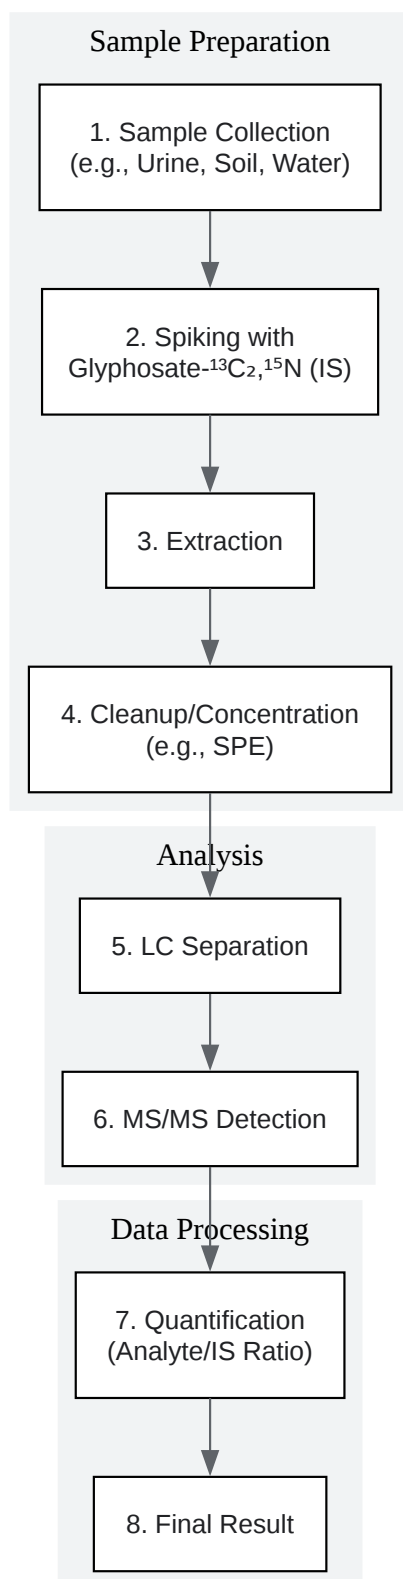 Sample Preparation
1. Sample Collection
(e.g., Urine, Soil, Water)
2. Spiking with
Glyphosate-¹³C₂,¹⁵N (IS)
3. Extraction
4. Cleanup/Concentration
(e.g., SPE)
Analysis
5. LC Separation
6. MS/MS Detection
Data Processing
7. Quantification
(Analyte/IS Ratio)
8. Final Result